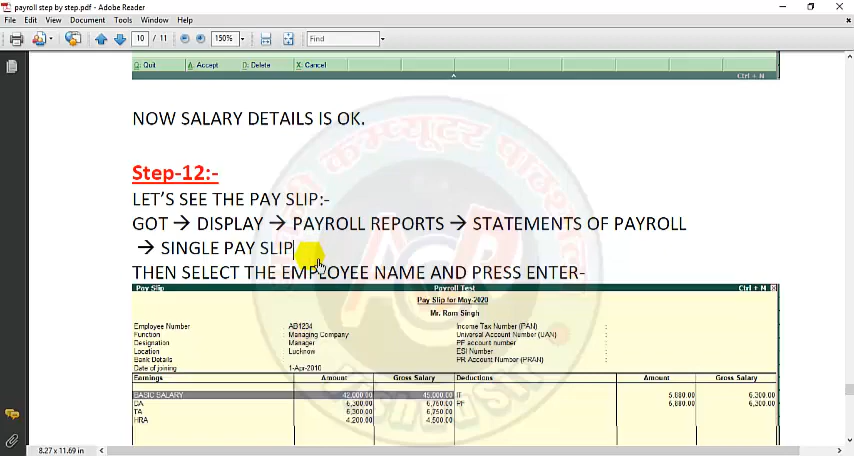 payroll step by step.pdf - Adobe Reader
File Edit View Document Tools Window Help
10 / 11 150% Find
Q: Quit A: Accept D: Delete X: Cancel
Ctrl + N
NOW SALARY DETAILS IS OK.
Step-12:-
LET'S SEE THE PAY SLIP:-
GOT → DISPLAY → PAYROLL REPORTS → STATEMENTS OF PAYROLL
→ SINGLE PAY SLIP
THEN SELECT THE EMPLOYEE NAME AND PRESS ENTER-
Pay Slip Payroll Test Ctrl + N
Pay Slip for May-2020
Mr. Ram Singh
Employee Number AB1234 Income Tax Number (PAN) :
Function Managing Company Universal Account Number (UAN) :
Designation Manager PF account number :
Location Lucknow ESI Number :
Bank Details PR Account Number (PRAN) :
Date of joining 1-Apr-2010
Earnings Amount Gross Salary Deductions Amount Gross Salary
BASIC SALARY 42,000.00 45,000.00 IT 5,880.00 6,300.00
DA 6,300.00 6,750.00 PF 5,880.00 6,300.00
TA 6,300.00 6,750.00
HRA 4,200.00 4,500.00
8.27 x 11.69 in